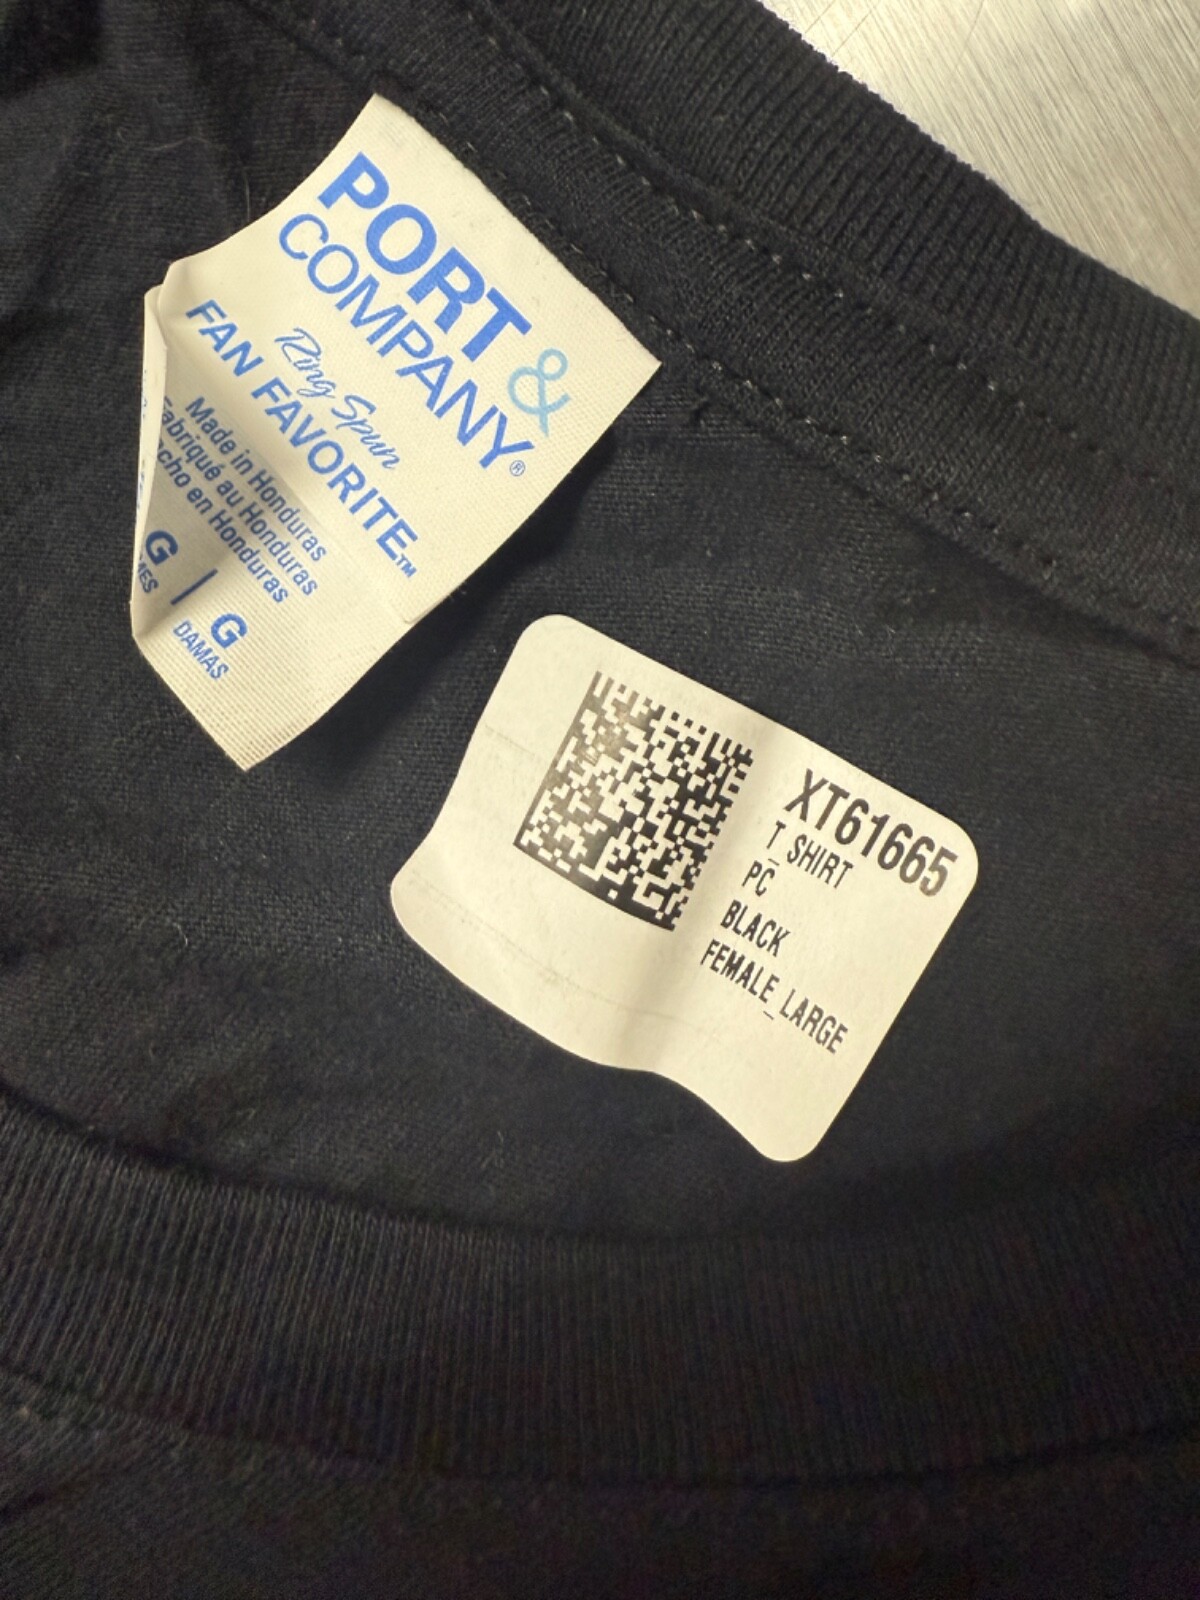 PORT &
COMPANY®
Ring Spun
FAN FAVORITE™
Made in Honduras
Fabriqué au Honduras
en Honduras
G | G
DAMAS
XT61665
T_SHIRT
PC
BLACK
FEMALE_LARGE